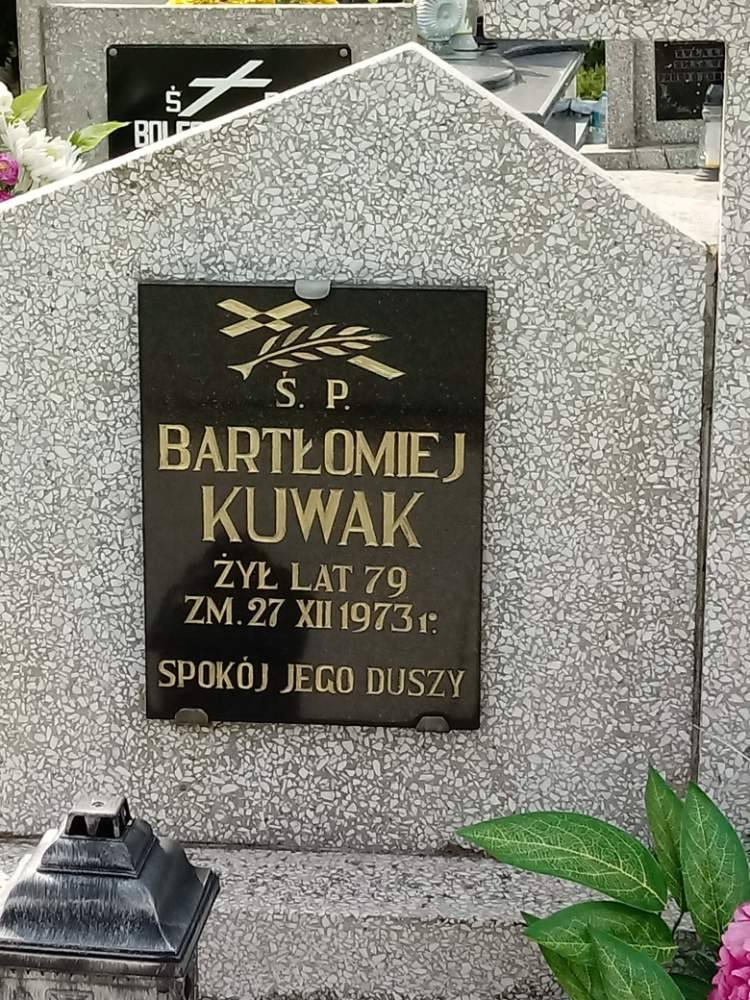 Ś. P.
BARTŁOMIEJ
KUWAK
ŻYŁ LAT 79
ZM. 27 XII 1973 r.
SPOKÓJ JEGO DUSZY
Ś